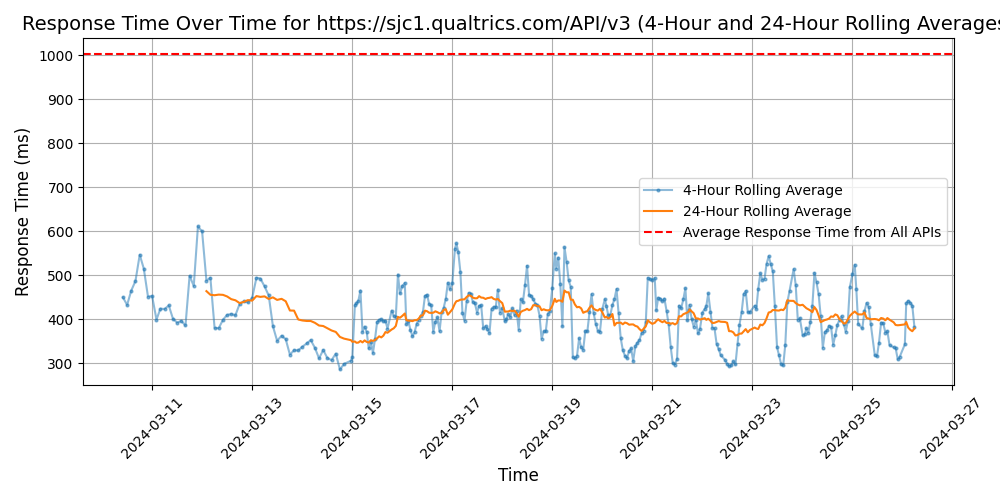 Response Time Over Time for https://sjc1.qualtrics.com/API/v3 (4-Hour and 24-Hour Rolling Averages
Response Time (ms)
1000
900
800
700
600
500
400
300
4-Hour Rolling Average
24-Hour Rolling Average
Average Response Time from All APIs
2024-03-11
2024-03-13
2024-03-15
2024-03-17
2024-03-19
2024-03-21
2024-03-23
2024-03-25
2024-03-27
Time